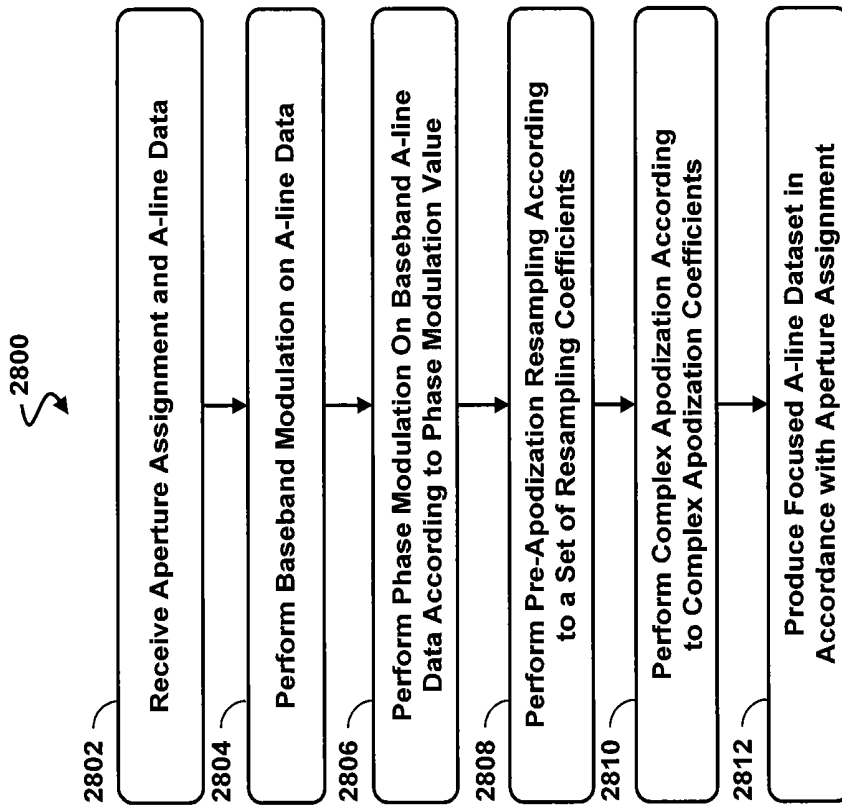 2800
2802
Receive Aperture Assignment and A-line Data
2804
Perform Baseband Modulation on A-line Data
2806
Perform Phase Modulation On Baseband A-line
Data According to Phase Modulation Value
2808
Perform Pre-Apodization Resampling According
to a Set of Resampling Coefficients
2810
Perform Complex Apodization According
to Complex Apodization Coefficients
2812
Produce Focused A-line Dataset in
Accordance with Aperture Assignment